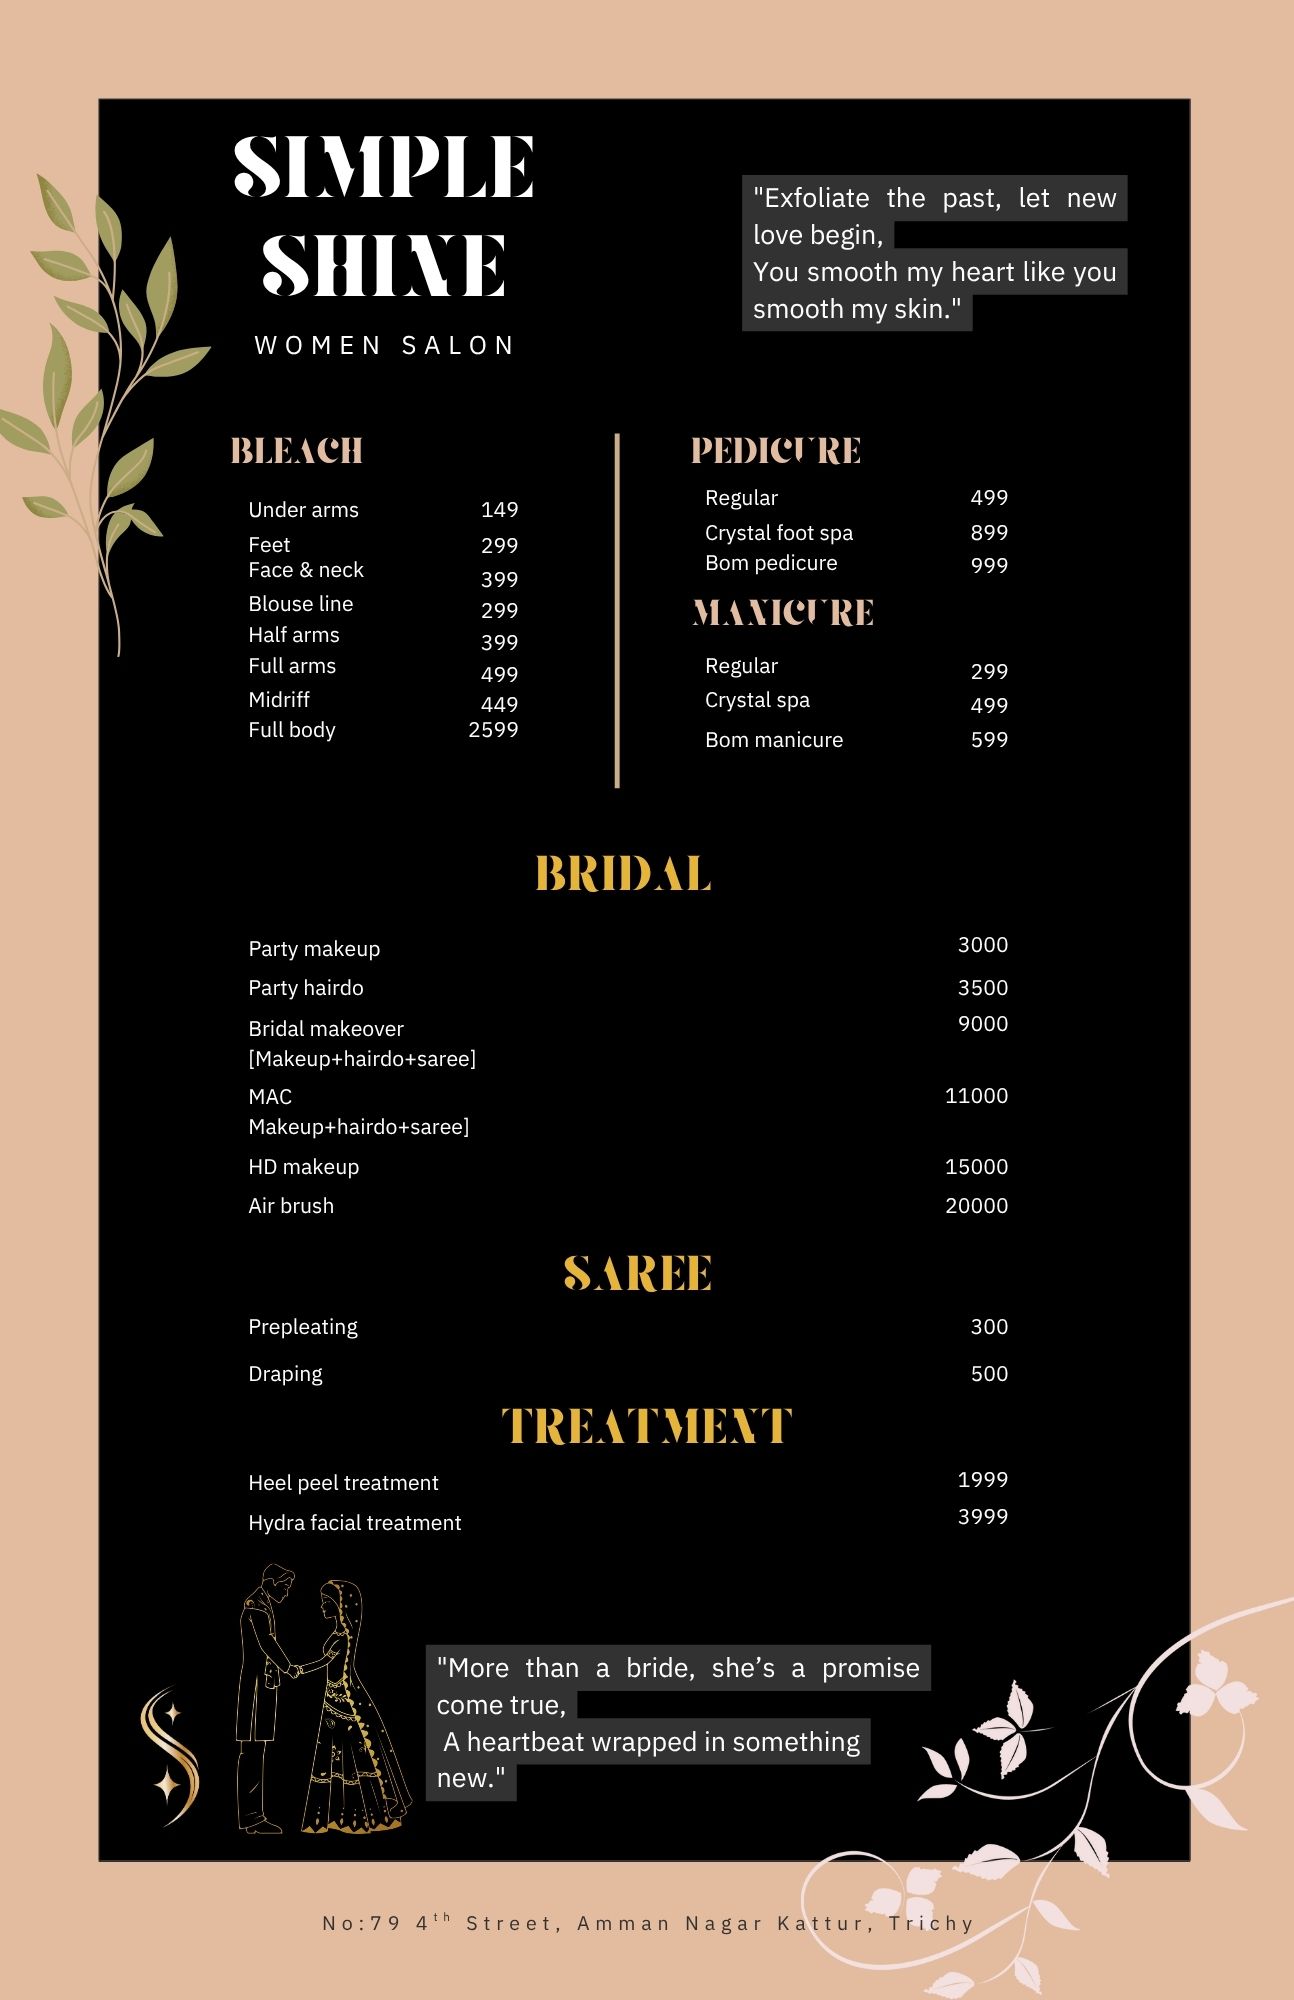 SIMPLE
SHINE
WOMEN SALON
"Exfoliate the past, let new
love begin,
You smooth my heart like you
smooth my skin."
BLEACH
Under arms 149
Feet 299
Face & neck 399
Blouse line 299
Half arms 399
Full arms 499
Midriff 449
Full body 2599
PEDICURE
Regular 499
Crystal foot spa 899
Bom pedicure 999
MANICURE
Regular 299
Crystal spa 499
Bom manicure 599
BRIDAL
Party makeup 3000
Party hairdo 3500
Bridal makeover 9000
[Makeup+hairdo+saree]
MAC 11000
Makeup+hairdo+saree]
HD makeup 15000
Air brush 20000
SAREE
Prepleating 300
Draping 500
TREATMENT
Heel peel treatment 1999
Hydra facial treatment 3999
"More than a bride, she’s a promise
come true,
A heartbeat wrapped in something
new."
No:79 4th Street, Amman Nagar Kattur, Trichy